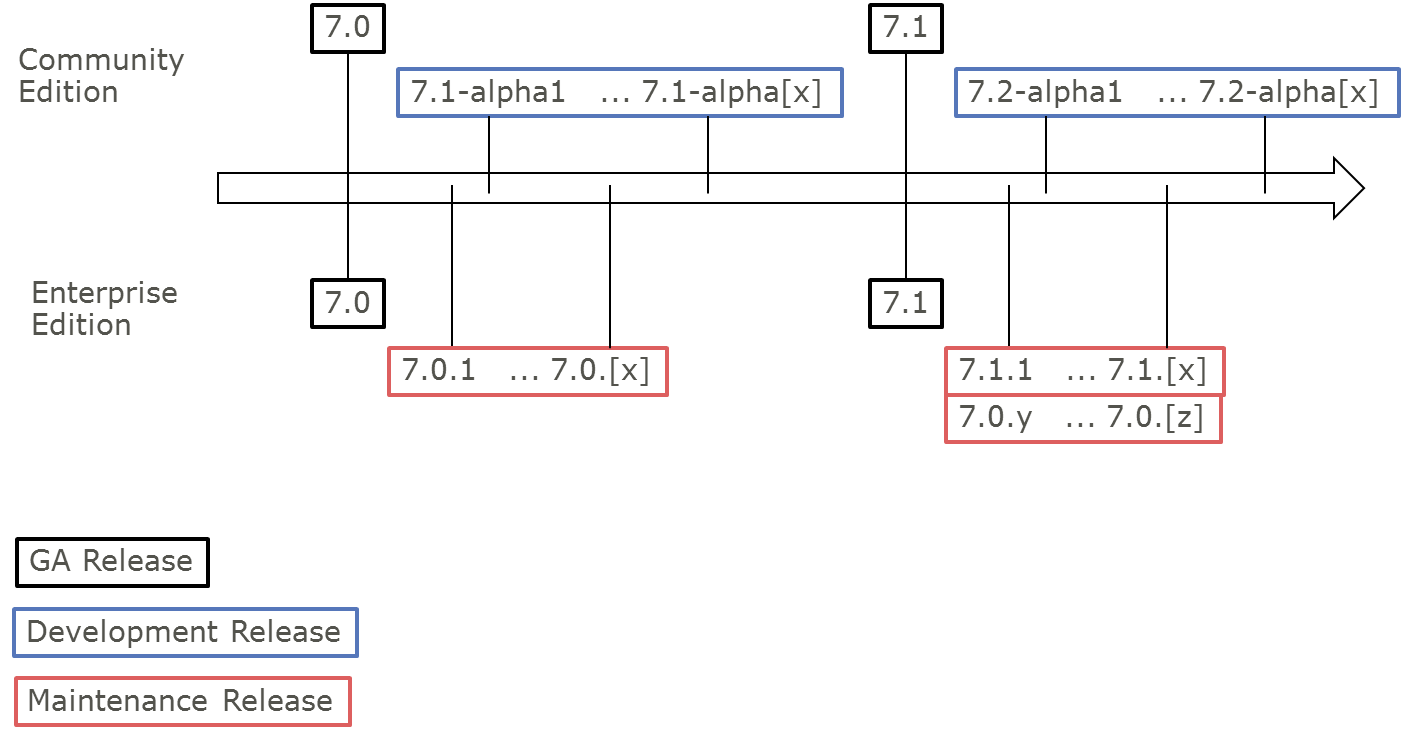 7.0
7.1
Community
Edition
7.1-alpha1 ... 7.1-alpha[x]
7.2-alpha1 ... 7.2-alpha[x]
Enterprise
Edition
7.0
7.1
7.0.1 ... 7.0.[x]
7.1.1 ... 7.1.[x]
7.0.y ... 7.0.[z]
GA Release
Development Release
Maintenance Release